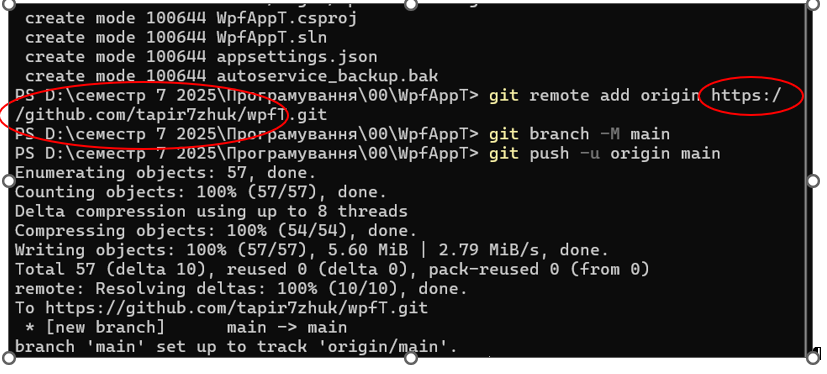 create mode 100644 WpfAppT.csproj
create mode 100644 WpfAppT.sln
create mode 100644 appsettings.json
create mode 100644 autoservice_backup.bak
PS D:\семестр 7 2025\Програмування\00\WpfAppT> git remote add origin https:/
/github.com/tapir7zhuk/wpfT.git
PS D:\семестр 7 2025\Програмування\00\WpfAppT> git branch -M main
PS D:\семестр 7 2025\Програмування\00\WpfAppT> git push -u origin main
Enumerating objects: 57, done.
Counting objects: 100% (57/57), done.
Delta compression using up to 8 threads
Compressing objects: 100% (54/54), done.
Writing objects: 100% (57/57), 5.60 MiB | 2.79 MiB/s, done.
Total 57 (delta 10), reused 0 (delta 0), pack-reused 0 (from 0)
remote: Resolving deltas: 100% (10/10), done.
To https://github.com/tapir7zhuk/wpfT.git
 * [new branch]      main -> main
branch 'main' set up to track 'origin/main'.